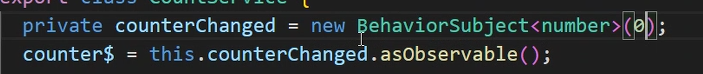 export class CountService {
private counterChanged = new BehaviorSubject<number>(0);
counter$ = this.counterChanged.asObservable();